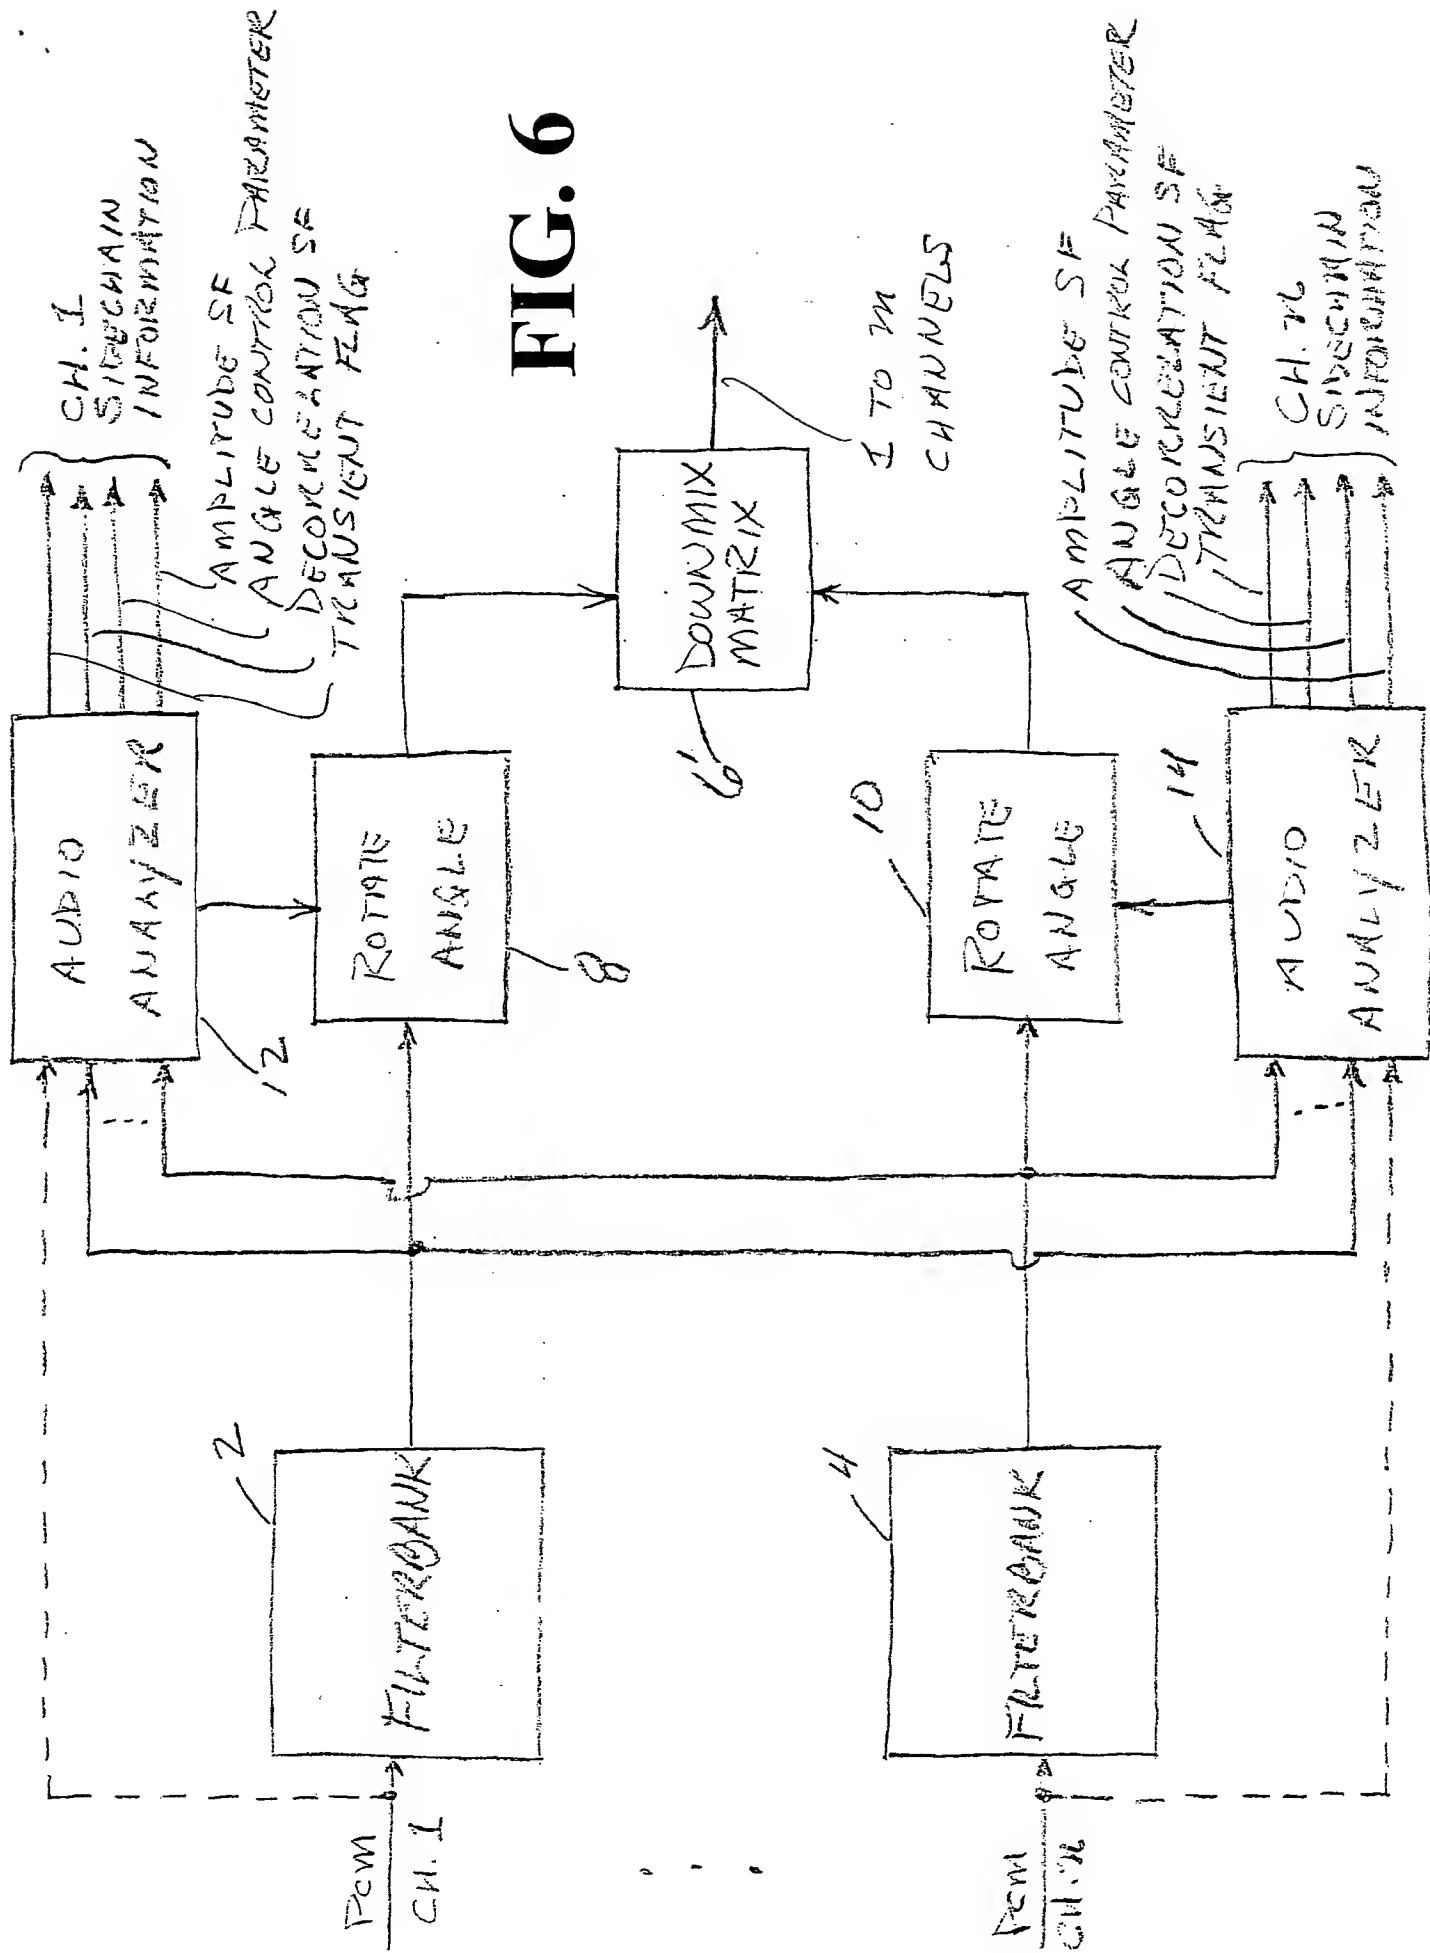 PCM
CH. 1
. . .
PCM
CH. n
FILTERBANK
2
FILTERBANK
4
AUDIO
ANALYZER
12
ROTATE
ANGLE
8
ROTATE
ANGLE
10
AUDIO
ANALYZER
14
DOWNMIX
MATRIX
6'
1 TO m
CHANNELS
CH. 1
SIDECHAIN
INFORMATION
AMPLITUDE SF
ANGLE CONTROL PARAMETER
DECORRELATION SF
TRANSIENT FLAG
FIG. 6
AMPLITUDE SF
ANGLE CONTROL PARAMETER
DECORRELATION SF
TRANSIENT FLAG
CH. n
SIDECHAIN
INFORMATION